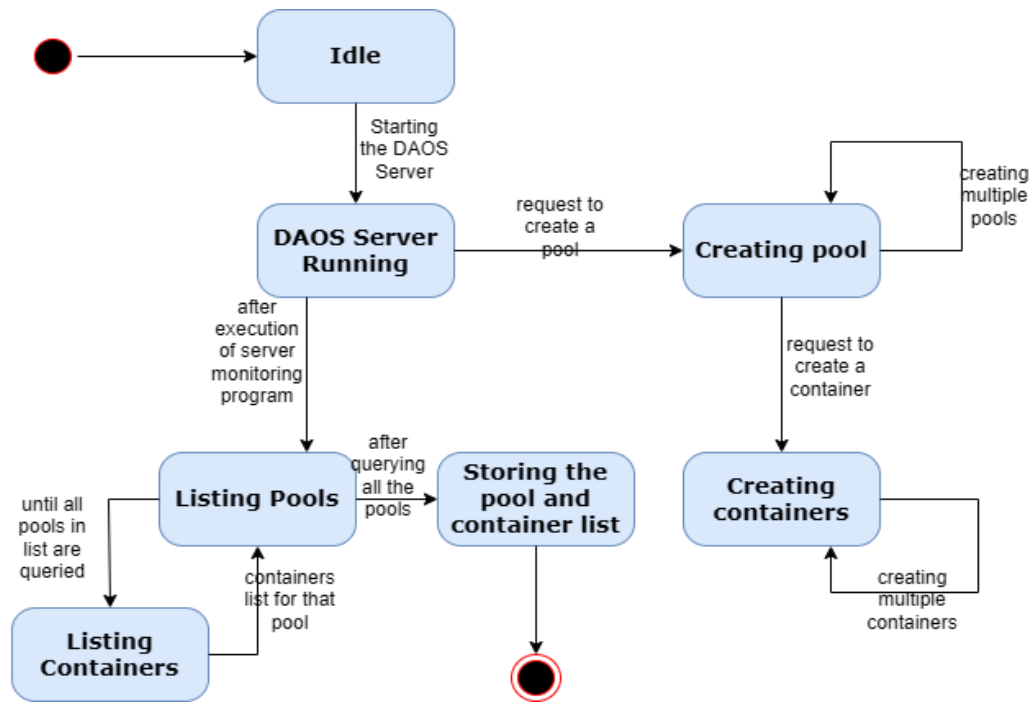 Idle
Starting
the DAOS
Server
DAOS Server
Running
request to
create a
pool
Creating pool
creating
multiple
pools
after
execution
of server
monitoring
program
request to
create a
container
Listing Pools
after
querying
all the
pools
Storing the
pool and
container list
Creating
containers
until all
pools in
list are
queried
containers
list for that
pool
creating
multiple
containers
Listing
Containers